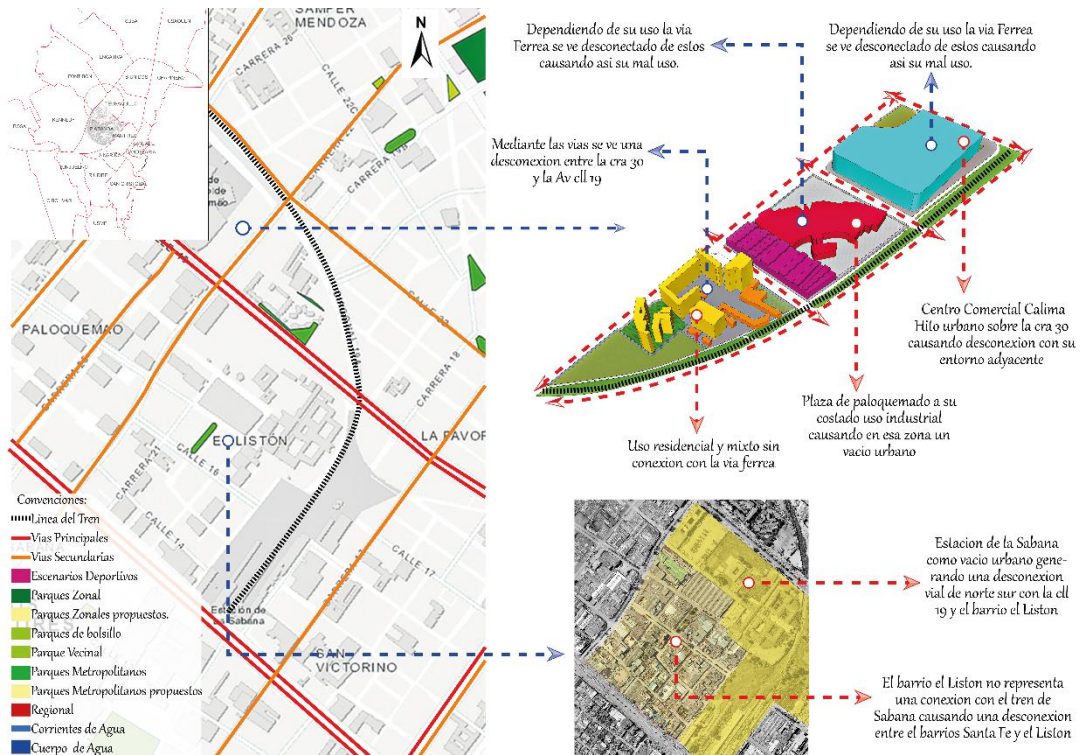 SAMPER
MENDOZA
N
CARRERA 26
CALLE 22C
CARRERA 19B
CALLE 22
CARRERA 18
PALOQUEMAO
CARRERA 25
LA FAVOR
EL LISTÓN
CARRERA 21
CALLE 16
CALLE 14
CALLE 17
Estación de
La Sabana
SAN
VICTORINO
Convenciones:
Linea del Tren
Vias Principales
Vias Secundarias
Escenarios Deportivos
Parques Zonal
Parques Zonales propuestos.
Parques de bolsillo
Parque Vecinal
Parques Metropolitanos
Parques Metropolitanos propuestos
Regional
Corrientes de Agua
Cuerpo de Agua
Dependiendo de su uso la via
Ferrea se ve desconectado de estos
causando asi su mal uso.
Dependiendo de su uso la via Ferrea
se ve desconectado de estos causando
asi su mal uso.
Mediante las vias se ve una
desconexion entre la cra 30
y la Av cll 19
Centro Comercial Calima
Hito urbano sobre la cra 30
causando desconexion con su
entorno adyacente
Plaza de paloquemado a su
costado uso industrial
causando en esa zona un
vacio urbano
Uso residencial y mixto sin
conexion con la via ferrea
Estacion de la Sabana
como vacio urbano gene-
rando una desconexion
vial de norte sur con la cll
19 y el barrio el Liston
El barrio el Liston no representa
una conexion con el tren de
Sabana causando una desconexion
entre el barrios Santa Fe y el Liston